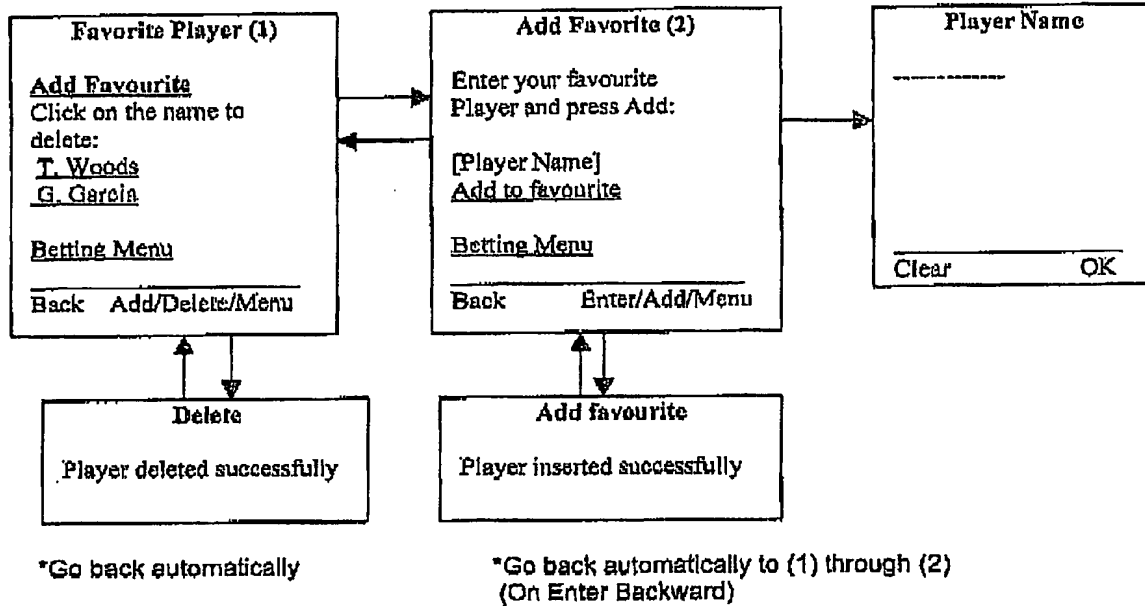 Favorite Player (1)
Add Favourite
Click on the name to
delete:
T. Woods
G. Garcia
Betting Menu
Back Add/Delete/Menu
Add Favorite (2)
Enter your favourite
Player and press Add:
[Player Name]
Add to favourite
Betting Menu
Back Enter/Add/Menu
Player Name
------------
Clear OK
Delete
Player deleted successfully
*Go back automatically
Add favourite
Player inserted successfully
*Go back automatically to (1) through (2)
(On Enter Backward)